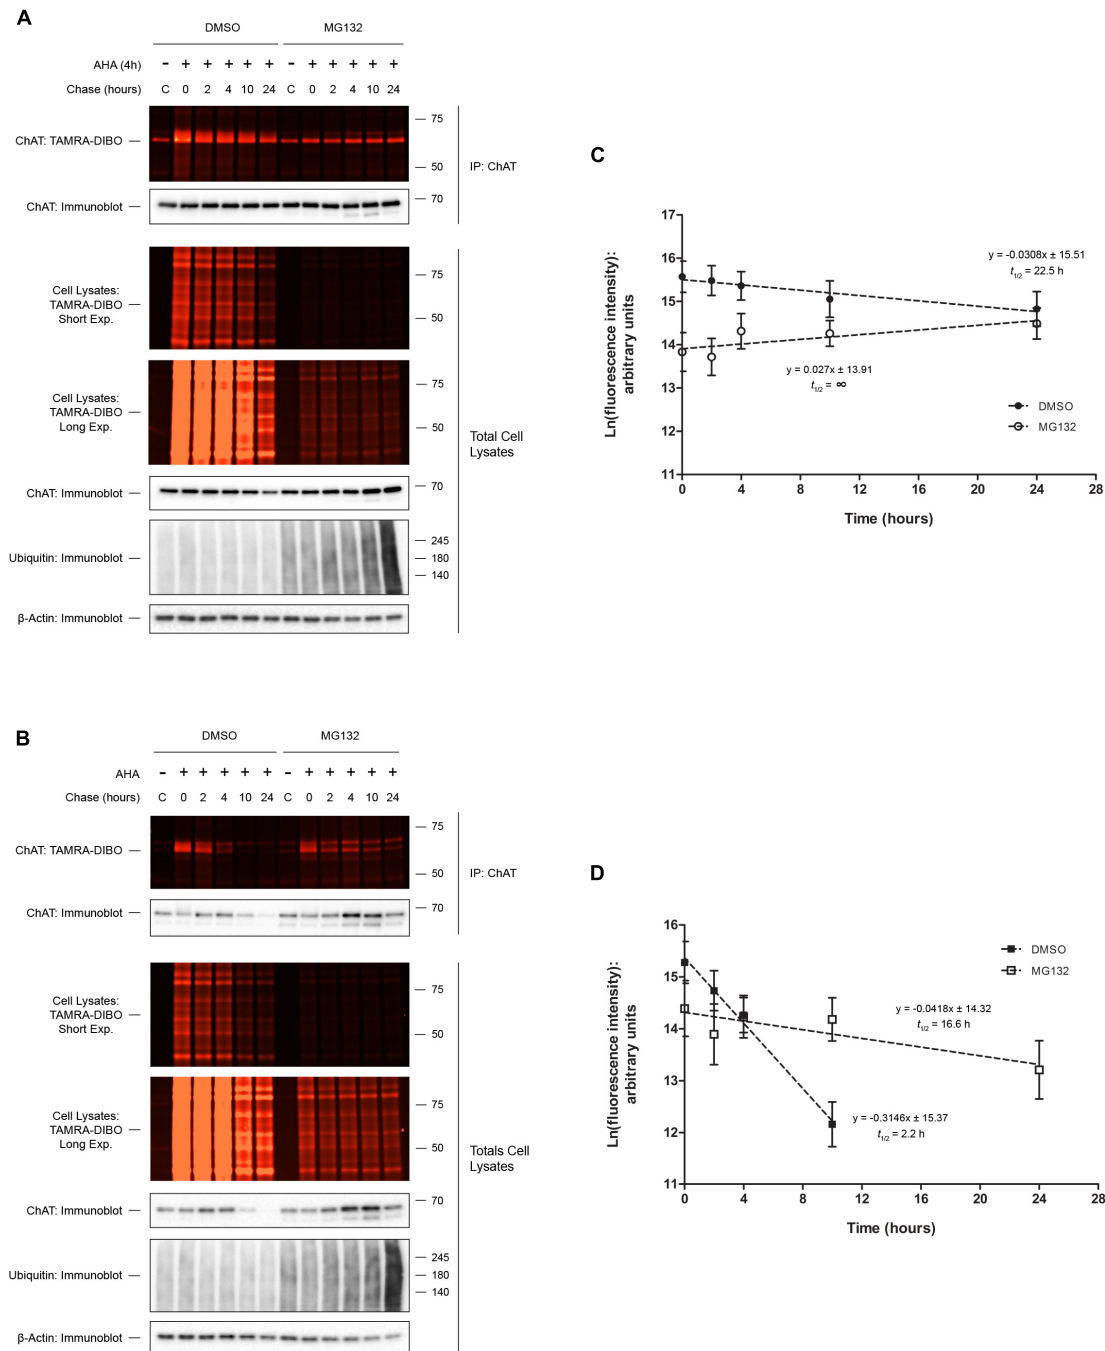 A
DMSO MG132
AHA (4h) - + + + + + - + + + + +
Chase (hours) C 0 2 4 10 24 C 0 2 4 10 24
ChAT: TAMRA-DIBO
75
50
IP: ChAT
ChAT: Immunoblot
70
Cell Lysates:
TAMRA-DIBO
Short Exp.
75
50
Cell Lysates:
TAMRA-DIBO
Long Exp.
75
50
Total Cell
Lysates
ChAT: Immunoblot
70
Ubiquitin: Immunoblot
245
180
140
β-Actin: Immunoblot
C
Ln(fluorescence intensity):
arbitrary units
17
16
15
14
13
12
11
0 4 8 12 16 20 24 28
Time (hours)
y = -0.0308x ± 15.51
t1/2 = 22.5 h
y = 0.027x ± 13.91
t1/2 = ∞
DMSO
MG132
B
DMSO MG132
AHA - + + + + + - + + + + +
Chase (hours) C 0 2 4 10 24 C 0 2 4 10 24
ChAT: TAMRA-DIBO
75
50
IP: ChAT
ChAT: Immunoblot
70
Cell Lysates:
TAMRA-DIBO
Short Exp.
75
50
Cell Lysates:
TAMRA-DIBO
Long Exp.
75
50
Totals Cell
Lysates
ChAT: Immunoblot
70
Ubiquitin: Immunoblot
245
180
140
β-Actin: Immunoblot
D
Ln(fluorescence intensity):
arbitrary units
16
15
14
13
12
11
0 4 8 12 16 20 24 28
Time (hours)
DMSO
MG132
y = -0.0418x ± 14.32
t1/2 = 16.6 h
y = -0.3146x ± 15.37
t1/2 = 2.2 h